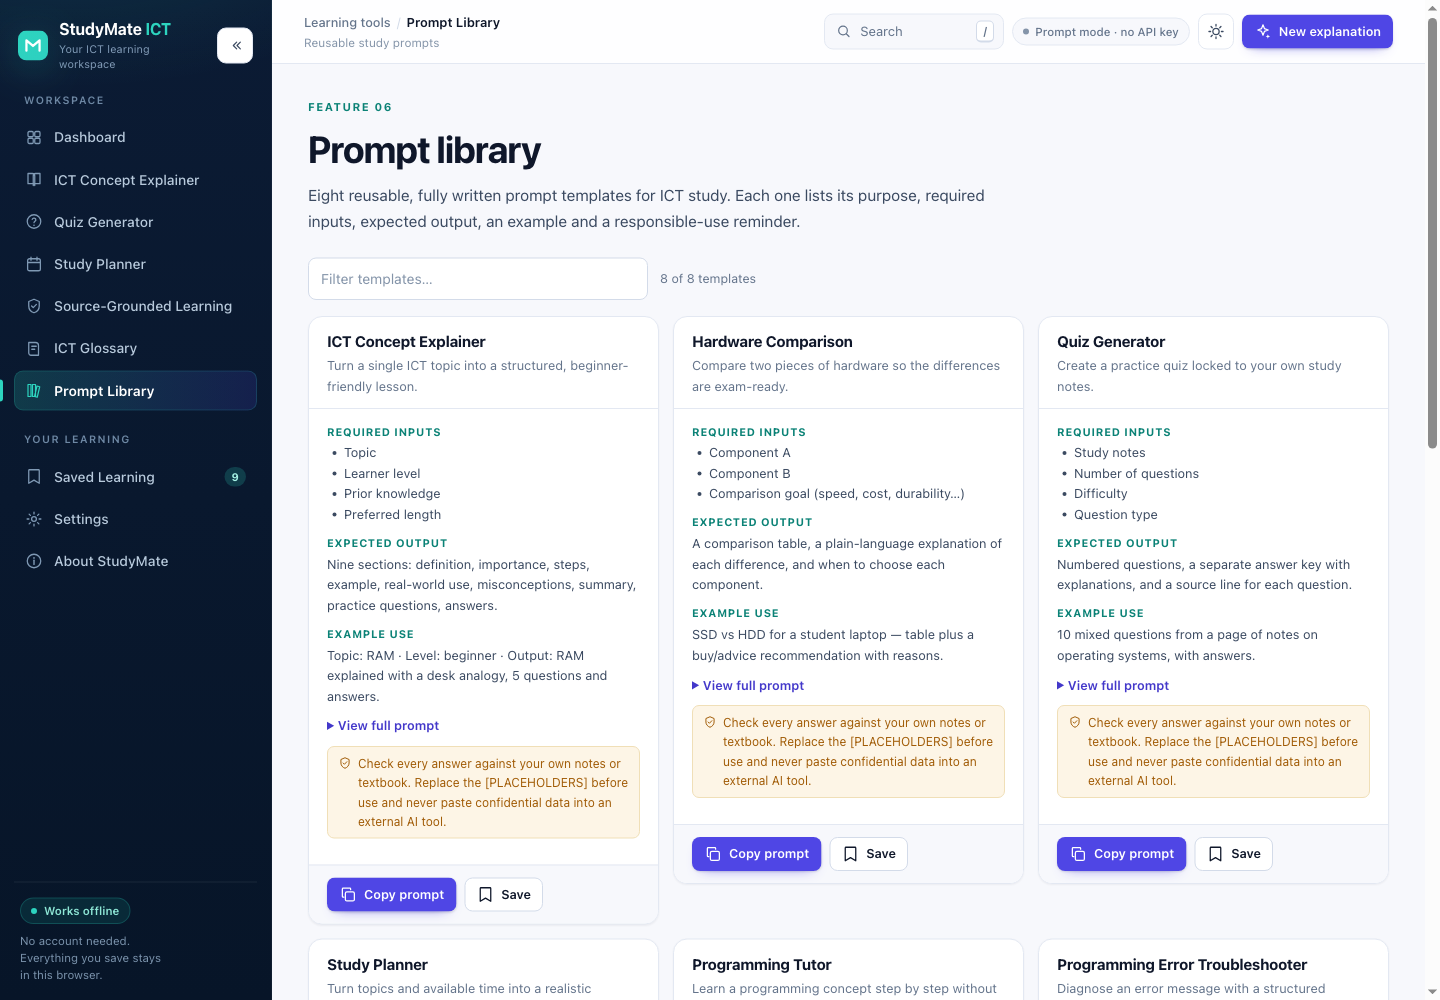 StudyMate ICT
Your ICT learning
workspace
WORKSPACE
Dashboard
ICT Concept Explainer
Quiz Generator
Study Planner
Source-Grounded Learning
ICT Glossary
Prompt Library
YOUR LEARNING
Saved Learning
9
Settings
About StudyMate
Works offline
No account needed.
Everything you save stays
in this browser.
Learning tools / Prompt Library
Reusable study prompts
Search
/
Prompt mode · no API key
New explanation
FEATURE 06
Prompt library
Eight reusable, fully written prompt templates for ICT study. Each one lists its purpose, required
inputs, expected output, an example and a responsible-use reminder.
Filter templates...
8 of 8 templates
ICT Concept Explainer
Turn a single ICT topic into a structured, beginner-
friendly lesson.
REQUIRED INPUTS
• Topic
• Learner level
• Prior knowledge
• Preferred length
EXPECTED OUTPUT
Nine sections: definition, importance, steps,
example, real-world use, misconceptions, summary,
practice questions, answers.
EXAMPLE USE
Topic: RAM · Level: beginner · Output: RAM
explained with a desk analogy, 5 questions and
answers.
View full prompt
Check every answer against your own notes or
textbook. Replace the [PLACEHOLDERS] before
use and never paste confidential data into an
external AI tool.
Copy prompt
Save
Hardware Comparison
Compare two pieces of hardware so the differences
are exam-ready.
REQUIRED INPUTS
• Component A
• Component B
• Comparison goal (speed, cost, durability...)
EXPECTED OUTPUT
A comparison table, a plain-language explanation of
each difference, and when to choose each
component.
EXAMPLE USE
SSD vs HDD for a student laptop — table plus a
buy/advice recommendation with reasons.
View full prompt
Check every answer against your own notes or
textbook. Replace the [PLACEHOLDERS] before
use and never paste confidential data into an
external AI tool.
Copy prompt
Save
Quiz Generator
Create a practice quiz locked to your own study
notes.
REQUIRED INPUTS
• Study notes
• Number of questions
• Difficulty
• Question type
EXPECTED OUTPUT
Numbered questions, a separate answer key with
explanations, and a source line for each question.
EXAMPLE USE
10 mixed questions from a page of notes on
operating systems, with answers.
View full prompt
Check every answer against your own notes or
textbook. Replace the [PLACEHOLDERS] before
use and never paste confidential data into an
external AI tool.
Copy prompt
Save
Study Planner
Turn topics and available time into a realistic
Programming Tutor
Learn a programming concept step by step without
Programming Error Troubleshooter
Diagnose an error message with a structured